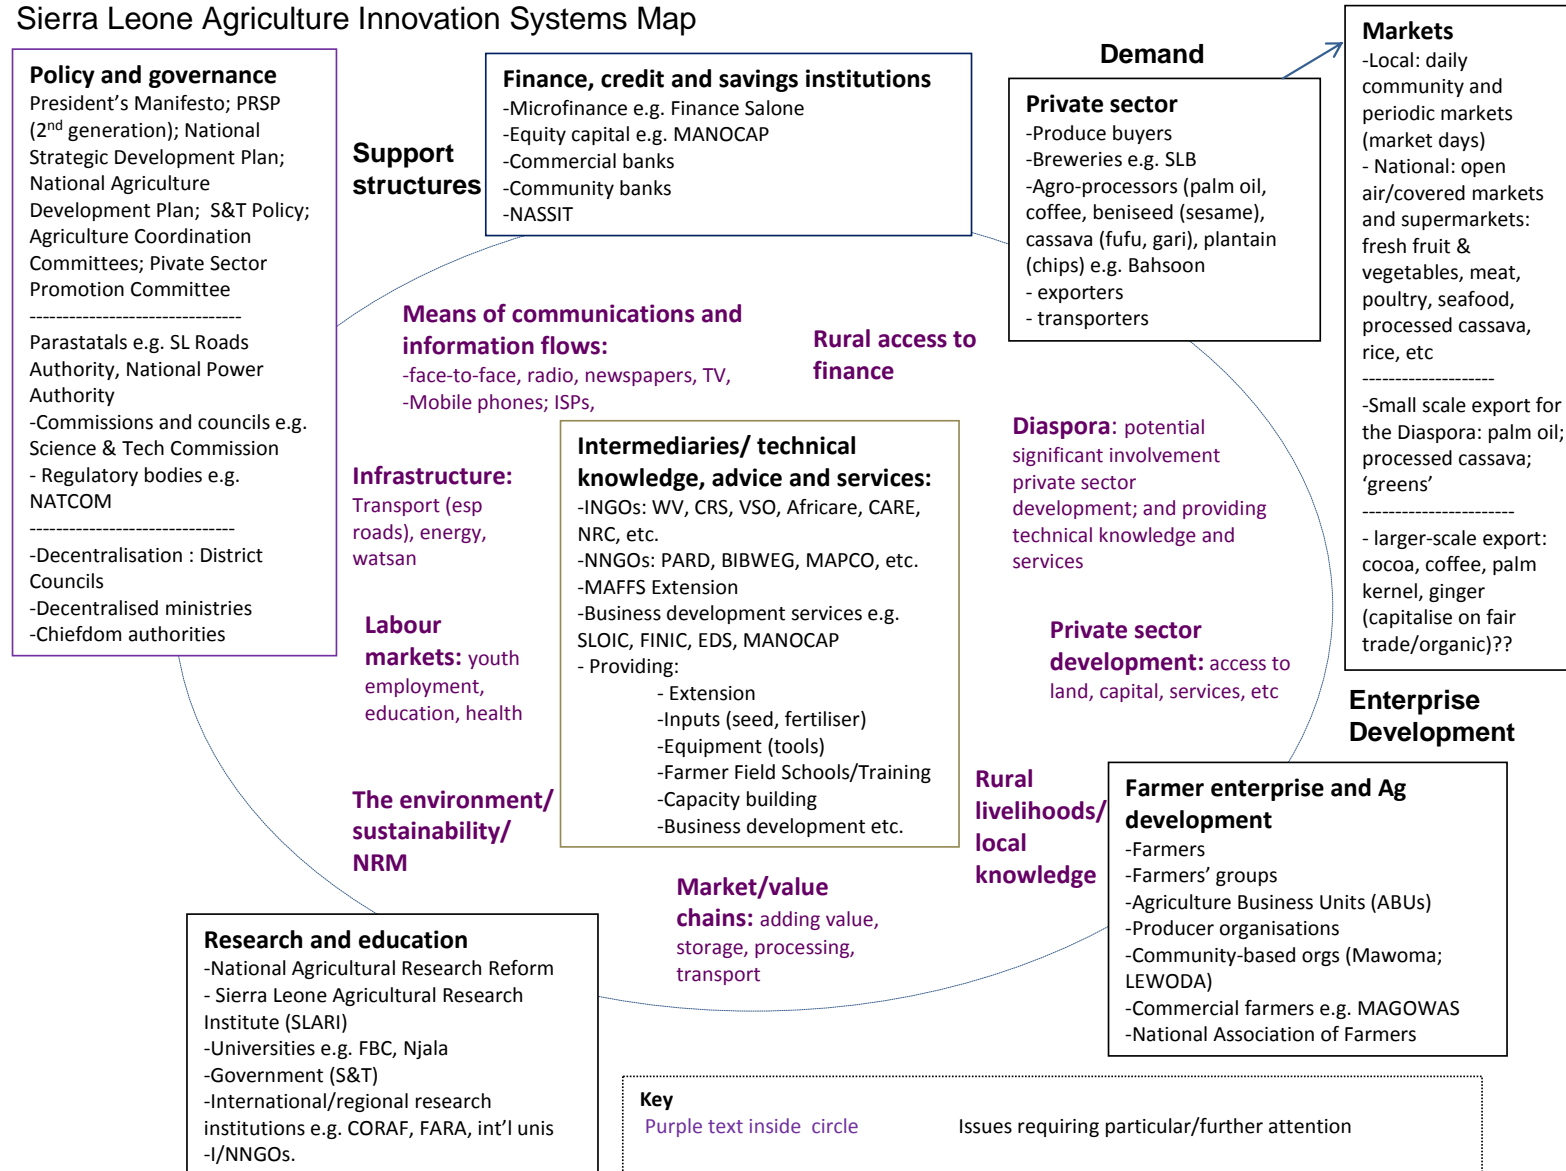 Sierra Leone Agriculture Innovation Systems Map
Policy and governance
President's Manifesto; PRSP
(2nd generation); National
Strategic Development Plan;
National Agriculture
Development Plan;  S&T Policy;
Agriculture Coordination
Committees; Pivate Sector
Promotion Committee
--------------------------------
Parastatals e.g. SL Roads
Authority, National Power
Authority
-Commissions and councils e.g.
Science & Tech Commission
- Regulatory bodies e.g.
NATCOM
-------------------------------
-Decentralisation : District
Councils
-Decentralised ministries
-Chiefdom authorities
Support
structures
Finance, credit and savings institutions
-Microfinance e.g. Finance Salone
-Equity capital e.g. MANOCAP
-Commercial banks
-Community banks
-NASSIT
Demand
Private sector
-Produce buyers
-Breweries e.g. SLB
-Agro-processors (palm oil,
coffee, beniseed (sesame),
cassava (fufu, gari), plantain
(chips) e.g. Bahsoon
- exporters
- transporters
Markets
-Local: daily
community and
periodic markets
(market days)
- National: open
air/covered markets
and supermarkets:
fresh fruit &
vegetables, meat,
poultry, seafood,
processed cassava,
rice, etc
--------------------
-Small scale export for
the Diaspora: palm oil;
processed cassava;
'greens'
-----------------------
- larger-scale export:
cocoa, coffee, palm
kernel, ginger
(capitalise on fair
trade/organic)??
Means of communications and
information flows:
-face-to-face, radio, newspapers, TV,
-Mobile phones; ISPs,
Rural access to
finance
Infrastructure:
Transport (esp
roads), energy,
watsan
Labour
markets: youth
employment,
education, health
The environment/
sustainability/
NRM
Intermediaries/ technical
knowledge, advice and services:
-INGOs: WV, CRS, VSO, Africare, CARE,
NRC, etc.
-NNGOs: PARD, BIBWEG, MAPCO, etc.
-MAFFS Extension
-Business development services e.g.
SLOIC, FINIC, EDS, MANOCAP
- Providing:
- Extension
-Inputs (seed, fertiliser)
-Equipment (tools)
-Farmer Field Schools/Training
-Capacity building
-Business development etc.
Diaspora: potential
significant involvement
private sector
development; and providing
technical knowledge and
services
Private sector
development: access to
land, capital, services, etc
Enterprise
Development
Rural
livelihoods/
local
knowledge
Market/value
chains: adding value,
storage, processing,
transport
Farmer enterprise and Ag
development
-Farmers
-Farmers' groups
-Agriculture Business Units (ABUs)
-Producer organisations
-Community-based orgs (Mawoma;
LEWODA)
-Commercial farmers e.g. MAGOWAS
-National Association of Farmers
Research and education
-National Agricultural Research Reform
- Sierra Leone Agricultural Research
Institute (SLARI)
-Universities e.g. FBC, Njala
-Government (S&T)
-International/regional research
institutions e.g. CORAF, FARA, int'l unis
-I/NNGOs.
Key
Purple text inside  circle    Issues requiring particular/further attention